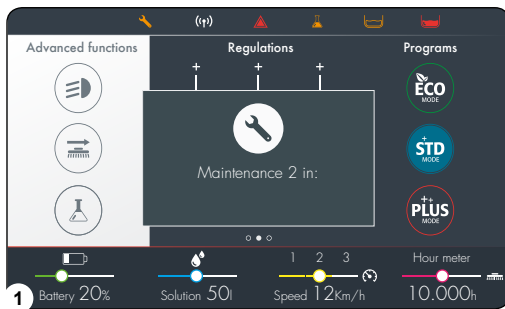 Advanced functions
Regulations
Programs
+ + +
ECO
MODE
Maintenance 2 in:
+
STD
MODE
++
PLUS
MODE
1 2 3
Hour meter
Battery 20%
Solution 50l
Speed 12Km/h
10.000h
1